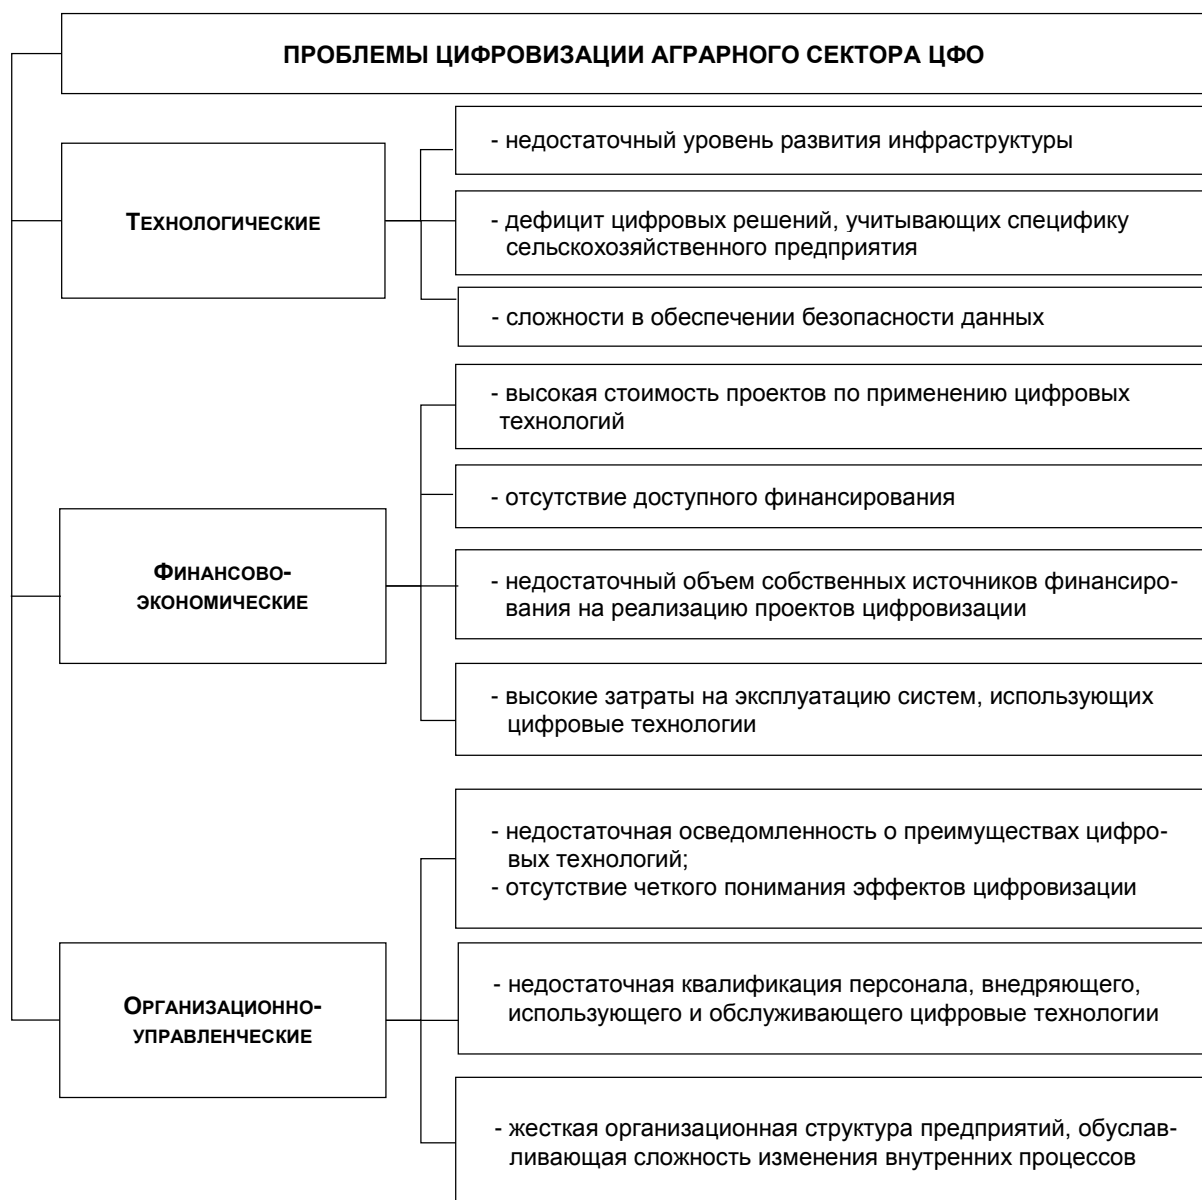 ПРОБЛЕМЫ ЦИФРОВИЗАЦИИ АГРАРНОГО СЕКТОРА ЦФО
ТЕХНОЛОГИЧЕСКИЕ
- недостаточный уровень развития инфраструктуры
- дефицит цифровых решений, учитывающих специфику
сельскохозяйственного предприятия
- сложности в обеспечении безопасности данных
ФИНАНСОВО-
ЭКОНОМИЧЕСКИЕ
- высокая стоимость проектов по применению цифровых
технологий
- отсутствие доступного финансирования
- недостаточный объем собственных источников финансиро-
вания на реализацию проектов цифровизации
- высокие затраты на эксплуатацию систем, использующих
цифровые технологии
ОРГАНИЗАЦИОННО-
УПРАВЛЕНЧЕСКИЕ
- недостаточная осведомленность о преимуществах цифро-
вых технологий;
- отсутствие четкого понимания эффектов цифровизации
- недостаточная квалификация персонала, внедряющего,
использующего и обслуживающего цифровые технологии
- жесткая организационная структура предприятий, обуслав-
ливающая сложность изменения внутренних процессов